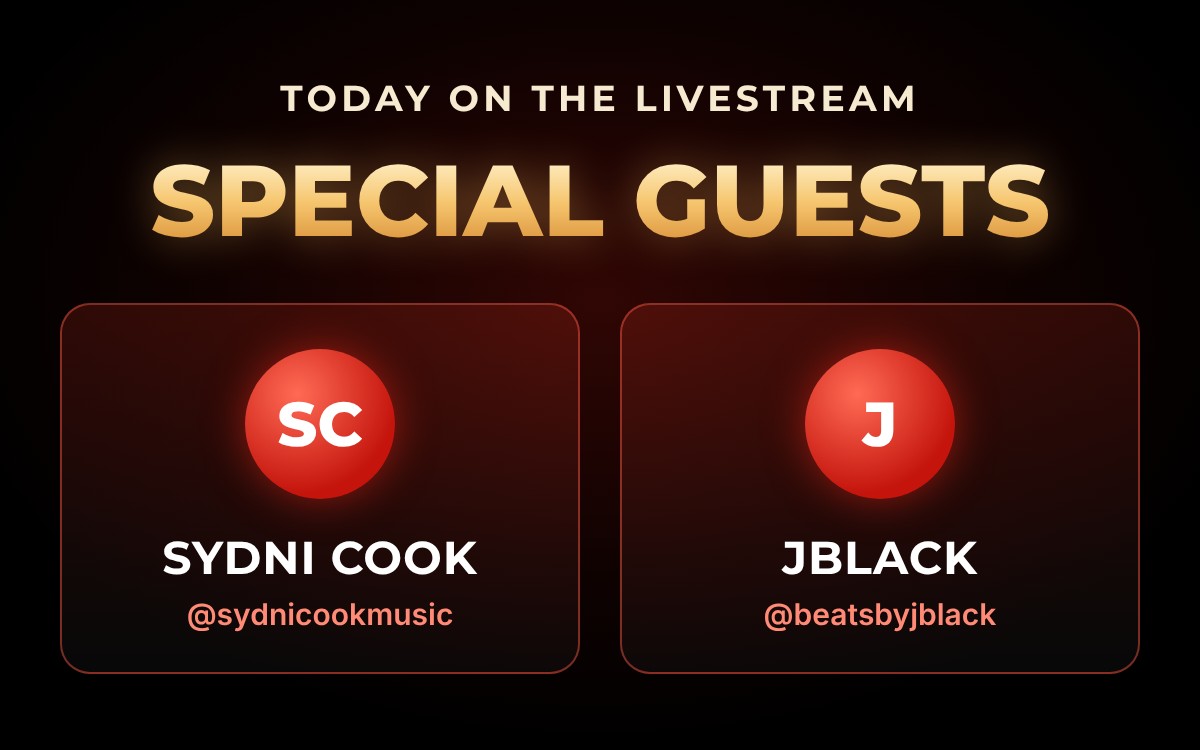 TODAY ON THE LIVESTREAM
SPECIAL GUESTS
SC
SYDNI COOK
@sydnicookmusic
J
JBLACK
@beatsbyjblack